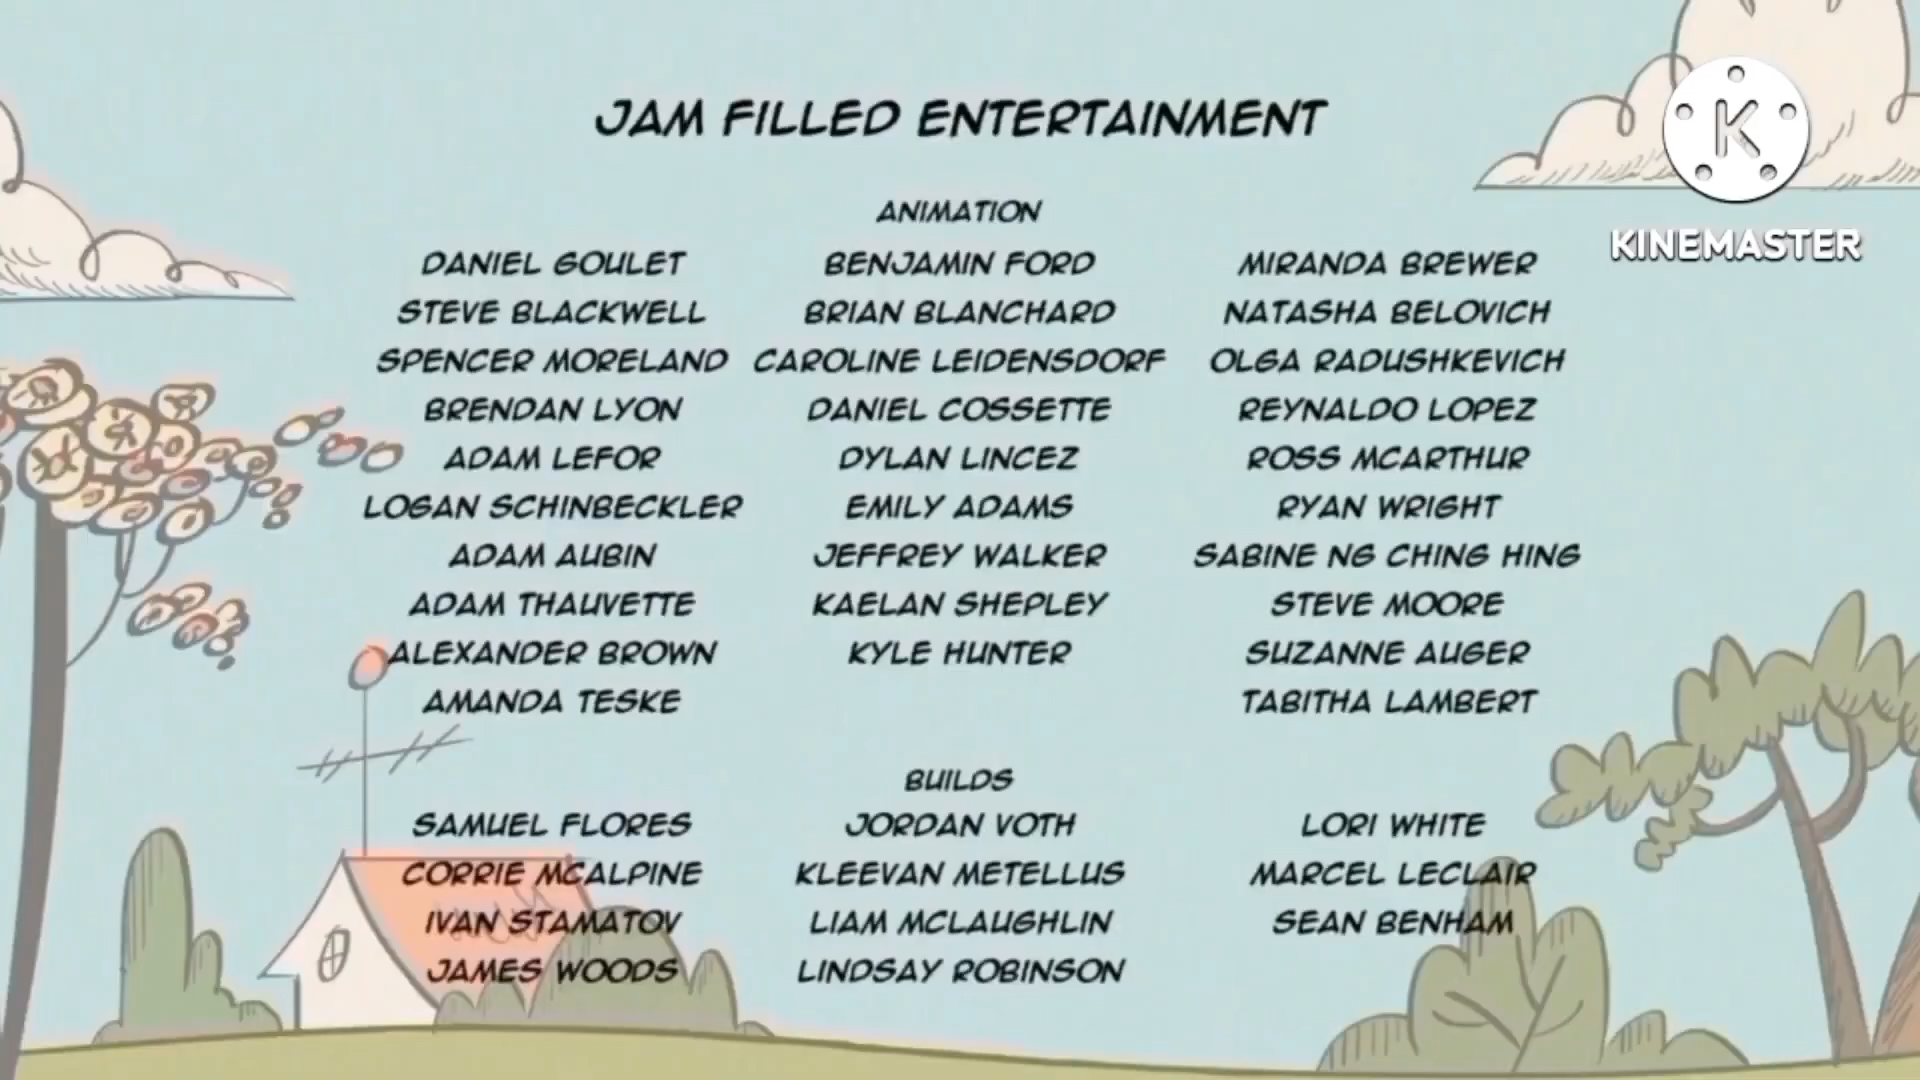 JAM FILLED ENTERTAINMENT
K
KINEMASTER
ANIMATION
DANIEL GOULET BENJAMIN FORD MIRANDA BREWER
STEVE BLACKWELL BRIAN BLANCHARD NATASHA BELOVICH
SPENCER MORELAND CAROLINE LEIDENSDORF OLGA RADUSHKEVICH
BRENDAN LYON DANIEL COSSETTE REYNALDO LOPEZ
ADAM LEFOR DYLAN LINCEZ ROSS MCARTHUR
LOGAN SCHINBECKLER EMILY ADAMS RYAN WRIGHT
ADAM AUBIN JEFFREY WALKER SABINE NG CHING HING
ADAM THAUVETTE KAELAN SHEPLEY STEVE MOORE
ALEXANDER BROWN KYLE HUNTER SUZANNE AUGER
AMANDA TESKE TABITHA LAMBERT
BUILDS
SAMUEL FLORES JORDAN VOTH LORI WHITE
CORRIE MCALPINE KLEEVAN METELLUS MARCEL LECLAIR
IVAN STAMATOV LIAM MCLAUGHLIN SEAN BENHAM
JAMES WOODS LINDSAY ROBINSON